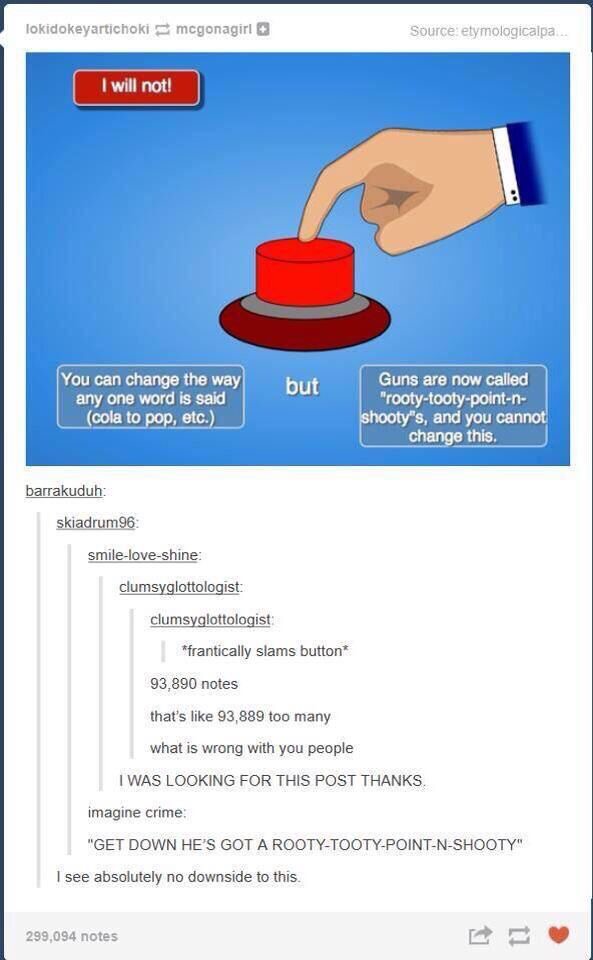 lokidokeyartichoki mcgonagirl
Source: etymologicalpa...
I will not!
You can change the way
any one word is said
(cola to pop, etc.)
but
Guns are now called
"rooty-tooty-point-n-
shooty"s, and you cannot
change this.
barrakuduh:
skiadrum96:
smile-love-shine:
clumsyglottologist:
clumsyglottologist:
*frantically slams button*
93,890 notes
that's like 93,889 too many
what is wrong with you people
I WAS LOOKING FOR THIS POST THANKS.
imagine crime:
"GET DOWN HE'S GOT A ROOTY-TOOTY-POINT-N-SHOOTY"
I see absolutely no downside to this.
299,094 notes